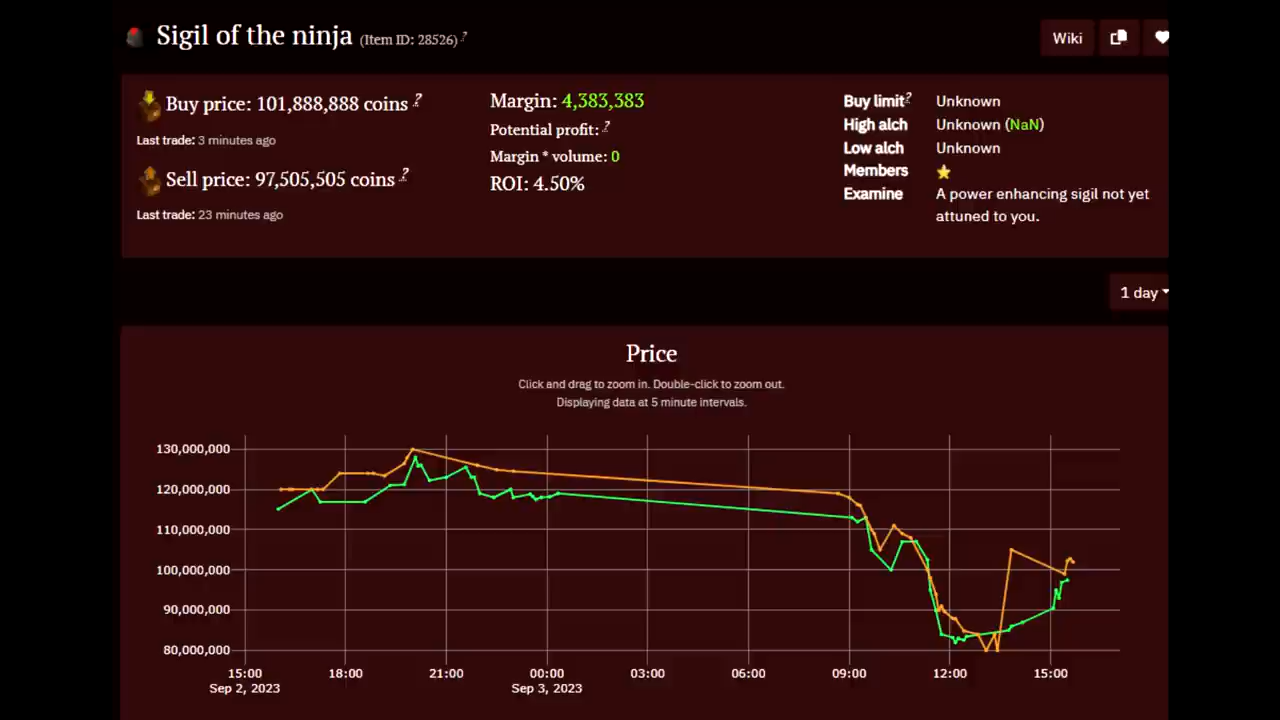 Sigil of the ninja (Item ID: 28526) ?
Wiki
Buy price: 101,888,888 coins ?
Last trade: 3 minutes ago
Sell price: 97,505,505 coins ?
Last trade: 23 minutes ago
Margin: 4,383,383
Potential profit: ?
Margin * volume: 0
ROI: 4.50%
Buy limit? Unknown
High alch Unknown (NaN)
Low alch Unknown
Members
Examine A power enhancing sigil not yet
attuned to you.
1 day
Price
Click and drag to zoom in. Double-click to zoom out.
Displaying data at 5 minute intervals.
130,000,000
120,000,000
110,000,000
100,000,000
90,000,000
80,000,000
15:00 18:00 21:00 00:00 03:00 06:00 09:00 12:00 15:00
Sep 2, 2023 Sep 3, 2023